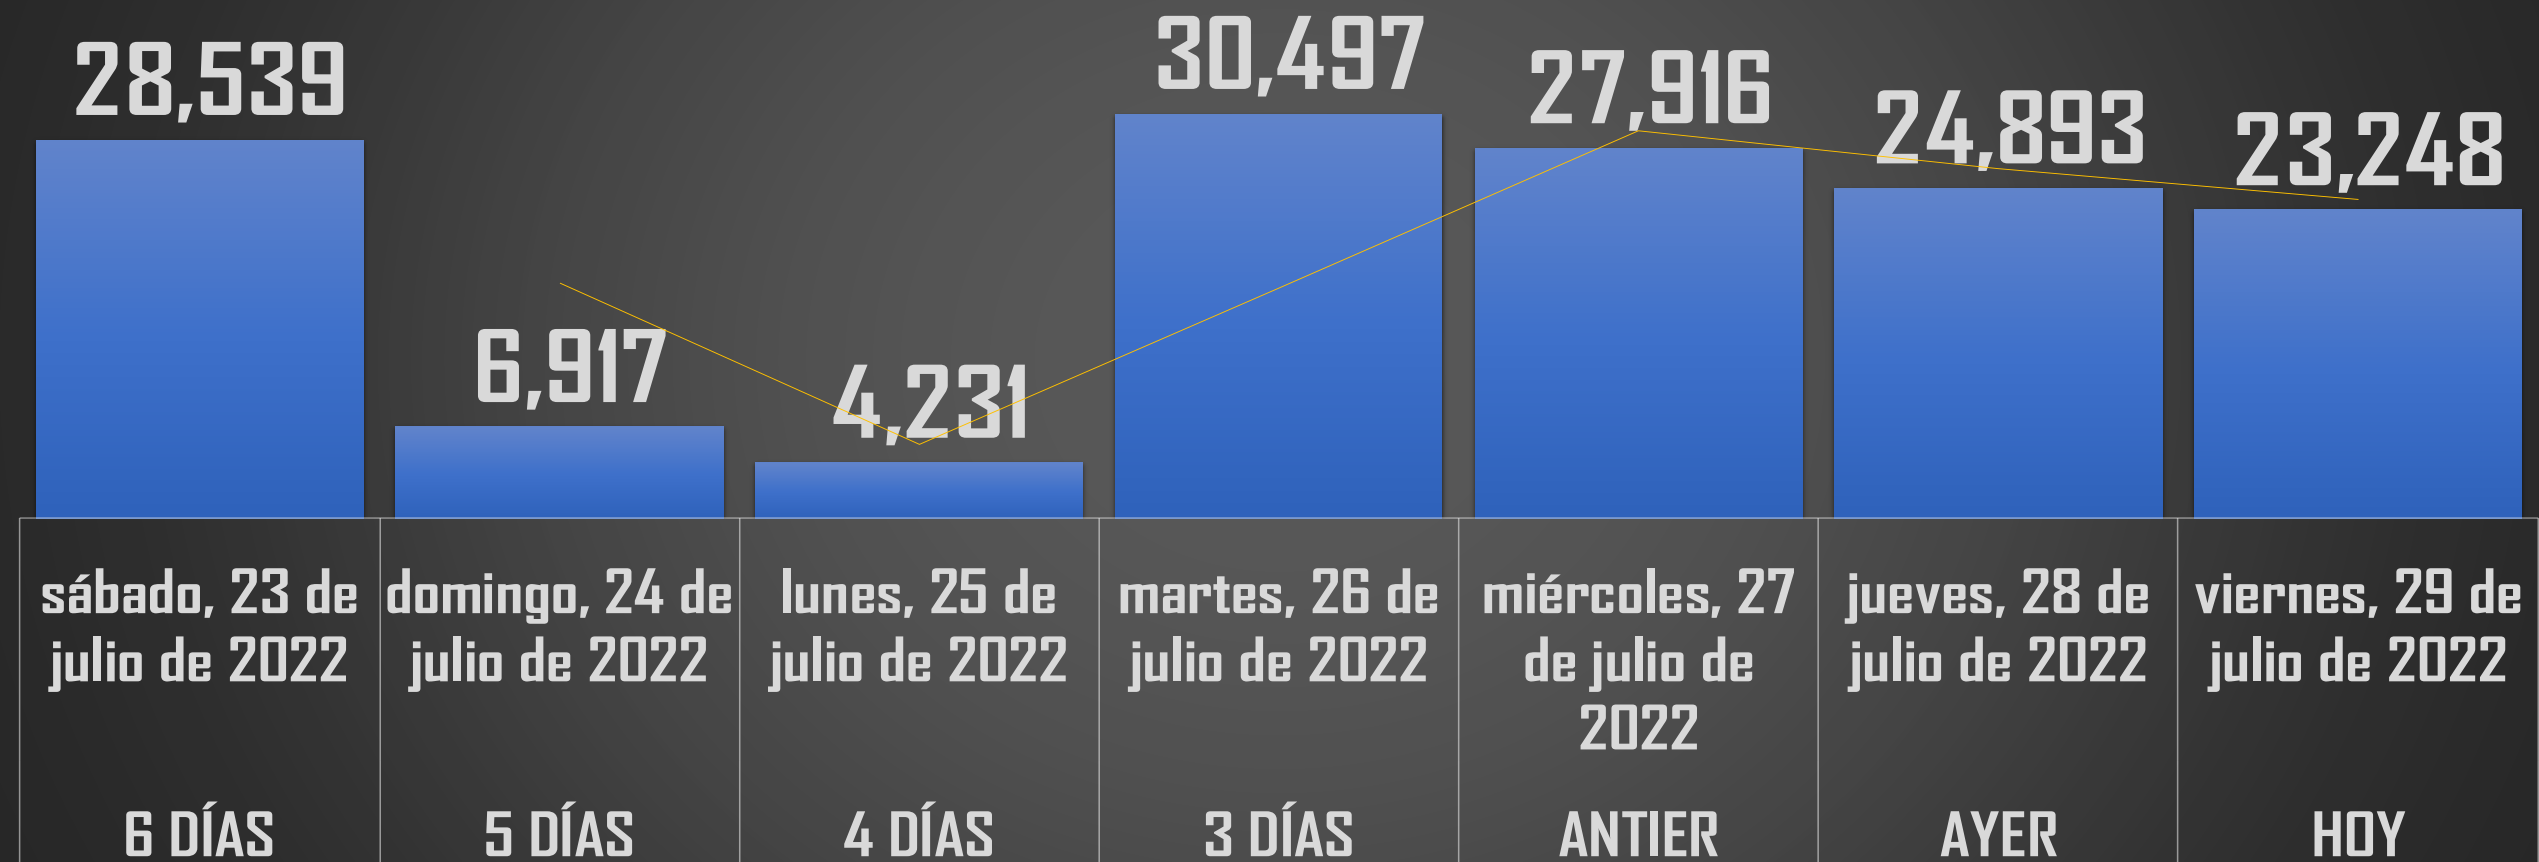 28,539
6,917
4,231
30,497
27,916
24,893
23,248
sábado, 23 de
julio de 2022
6 DÍAS
domingo, 24 de
julio de 2022
5 DÍAS
lunes, 25 de
julio de 2022
4 DÍAS
martes, 26 de
julio de 2022
3 DÍAS
miércoles, 27
de julio de
2022
ANTIER
jueves, 28 de
julio de 2022
AYER
viernes, 29 de
julio de 2022
HOY